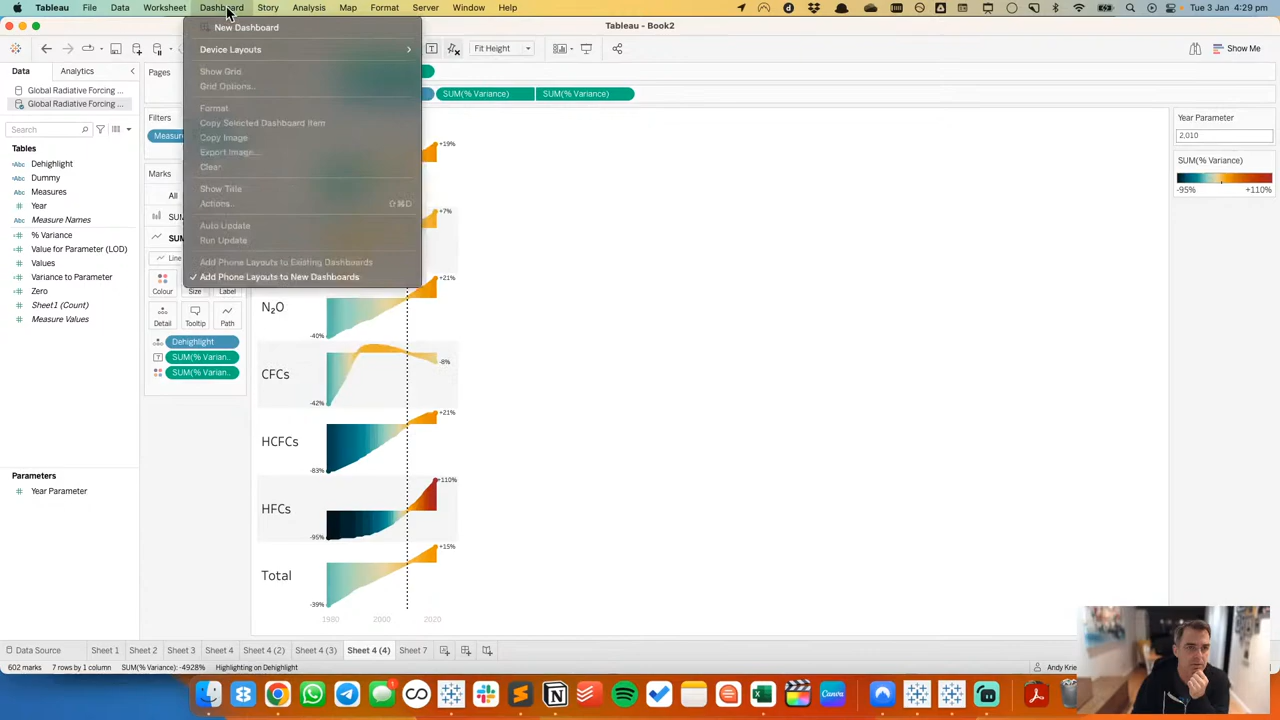 Tableau File Data Worksheet Dashboard Story Analysis Map Format Server Window Help
Tue 3 Jan 4:29 pm
Tableau - Book2
Fit Height
Show Me
Data Analytics
Pages
Global Radiative Forcing ...
Global Radiative Forcing ...
Search
Tables
Abc Dehighlight
Abc Dummy
Abc Measures
Year
Abc Measure Names
% Variance
Value for Parameter (LOD)
Values
Variance to Parameter
Zero
Sheet1 (Count)
Measure Values
Parameters
Year Parameter
Filters
Measur
Marks
All
SU
SUM
Line
Colour Size Label
Detail Tooltip Path
Dehighlight
SUM(% Varian..
SUM(% Varian..
New Dashboard
Device Layouts
Show Grid
Grid Options...
Format
Copy Selected Dashboard Item
Copy Image
Export Image...
Clear
Show Title
Actions... ⇧⌘D
Auto Update
Run Update
Add Phone Layouts to Existing Dashboards
✓ Add Phone Layouts to New Dashboards
SUM(% Variance) SUM(% Variance)
+19%
+7%
+21%
N₂O
-40%
CFCs
-8%
-42%
+21%
HCFCs
-83%
+110%
HFCs
-95%
+15%
Total
-39%
1980 2000 2020
Year Parameter
2,010
SUM(% Variance)
-95% +110%
Data Source Sheet 1 Sheet 2 Sheet 3 Sheet 4 Sheet 4 (2) Sheet 4 (3) Sheet 4 (4) Sheet 7
602 marks 7 rows by 1 column SUM(% Variance): -4928% Highlighting on Dehighlight
Andy Krie
Canva